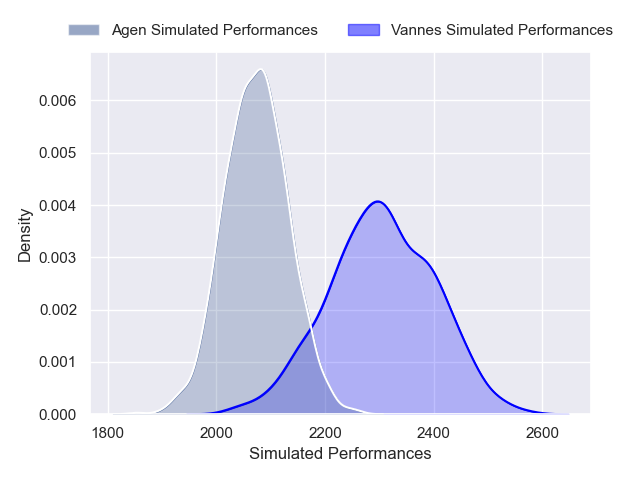 Agen Simulated Performances Vannes Simulated Performances
0.006
0.005
0.004
0.003
0.002
0.001
0.000
Density
1800 2000 2200 2400 2600
Simulated Performances